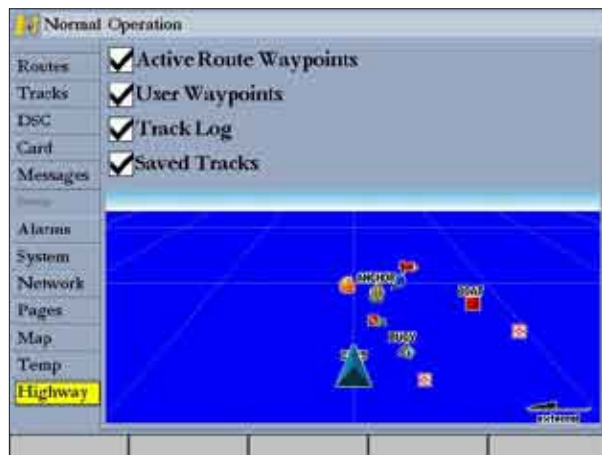 Normal Operation
Routes
Tracks
DSC
Card
Messages
Alarms
System
Network
Pages
Map
Temp
Highway
Active Route Waypoints
User Waypoints
Track Log
Saved Tracks
ANCHOR
BUOY